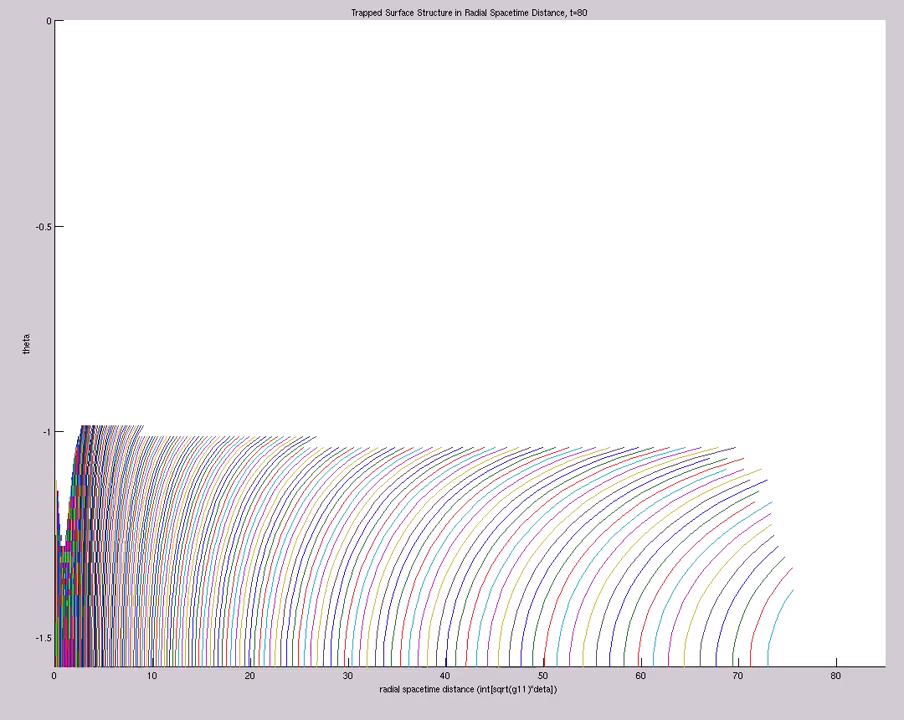 Trapped Surface Structure in Radial Spacetime Distance, t=80
0
-0.5
theta
-1
-1.5
0 10 20 30 40 50 60 70 80
radial spacetime distance (int[sqrt(g11)*deta])